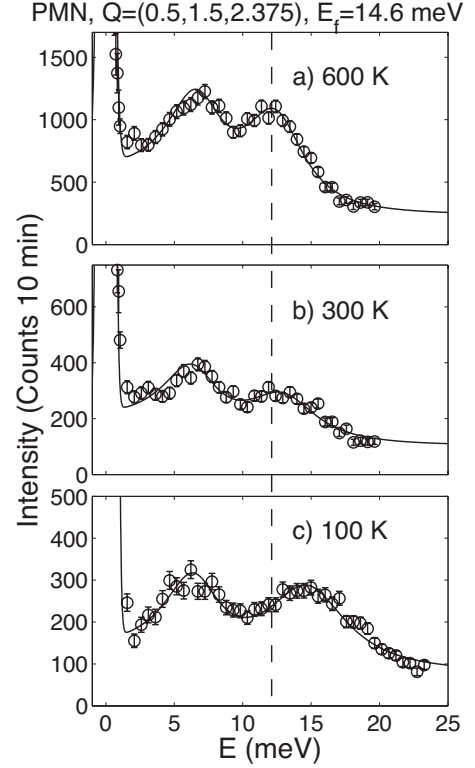 PMN, Q=(0.5,1.5,2.375), E_f=14.6 meV
1500
1000
500
0
a) 600 K
600
400
200
0
b) 300 K
500
400
300
200
100
0
c) 100 K
0 5 10 15 20 25
E (meV)
Intensity (Counts 10 min)